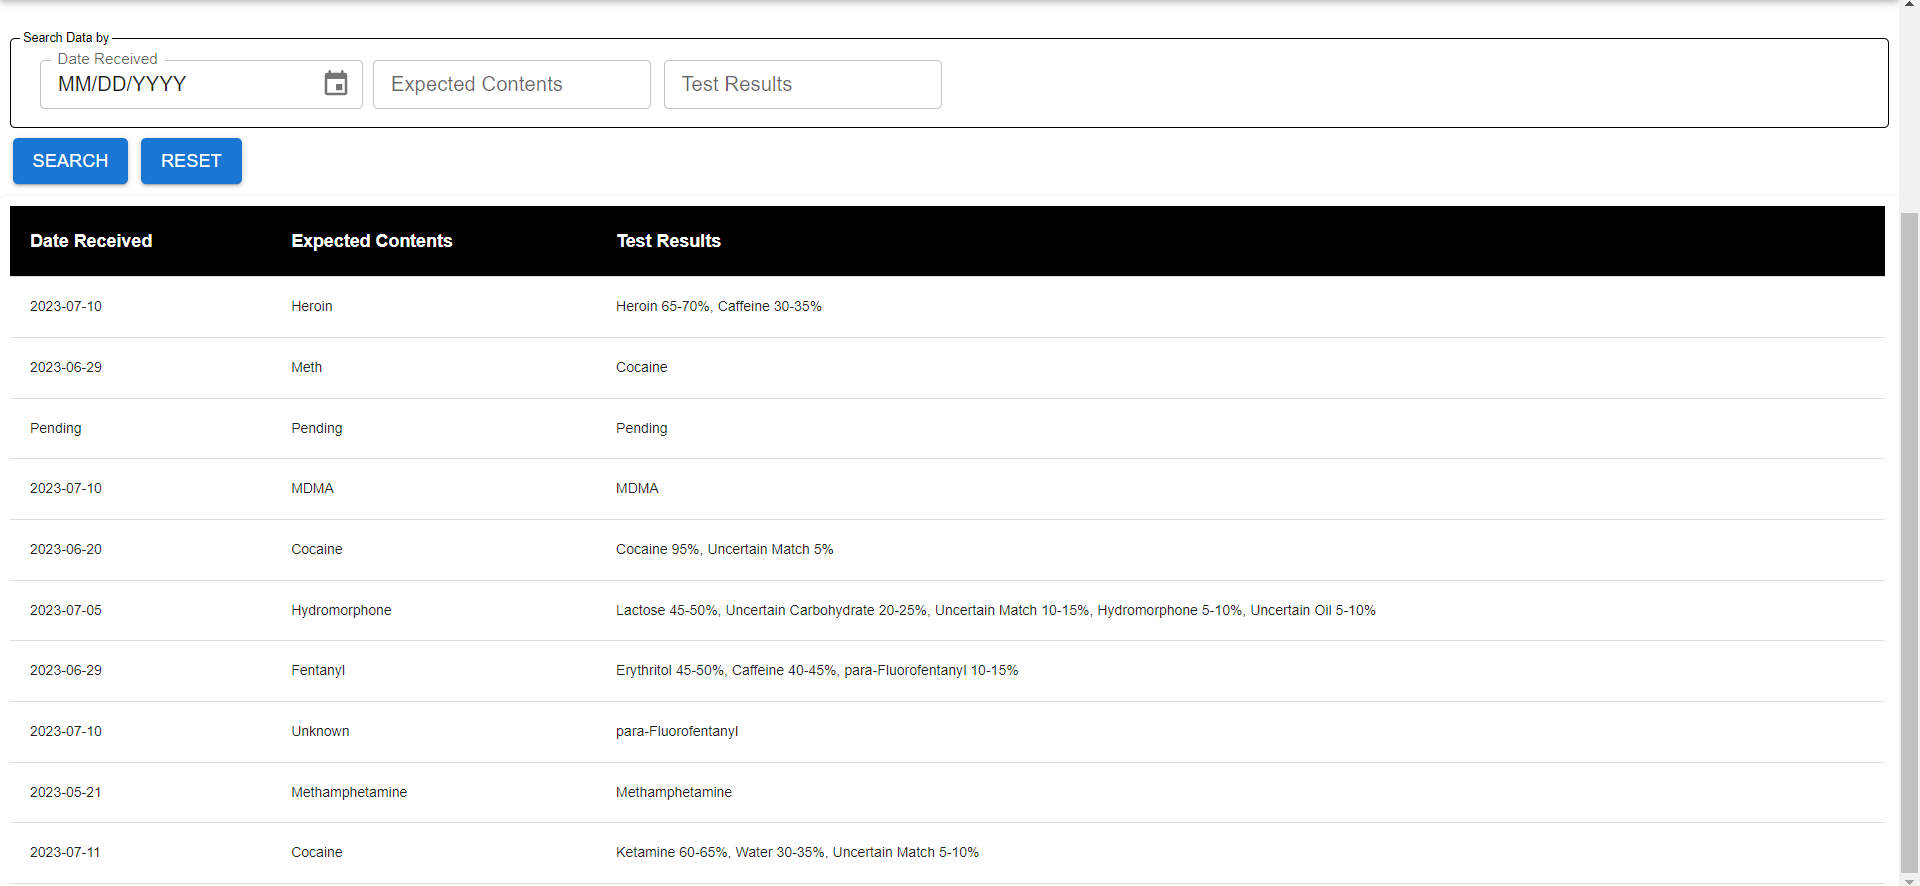 Search Data by
Date Received
MM/DD/YYYY Expected Contents Test Results
SEARCH RESET
Date Received Expected Contents Test Results
2023-07-10 Heroin Heroin 65-70%, Caffeine 30-35%
2023-06-29 Meth Cocaine
Pending Pending Pending
2023-07-10 MDMA MDMA
2023-06-20 Cocaine Cocaine 95%, Uncertain Match 5%
2023-07-05 Hydromorphone Lactose 45-50%, Uncertain Carbohydrate 20-25%, Uncertain Match 10-15%, Hydromorphone 5-10%, Uncertain Oil 5-10%
2023-06-29 Fentanyl Erythritol 45-50%, Caffeine 40-45%, para-Fluorofentanyl 10-15%
2023-07-10 Unknown para-Fluorofentanyl
2023-05-21 Methamphetamine Methamphetamine
2023-07-11 Cocaine Ketamine 60-65%, Water 30-35%, Uncertain Match 5-10%